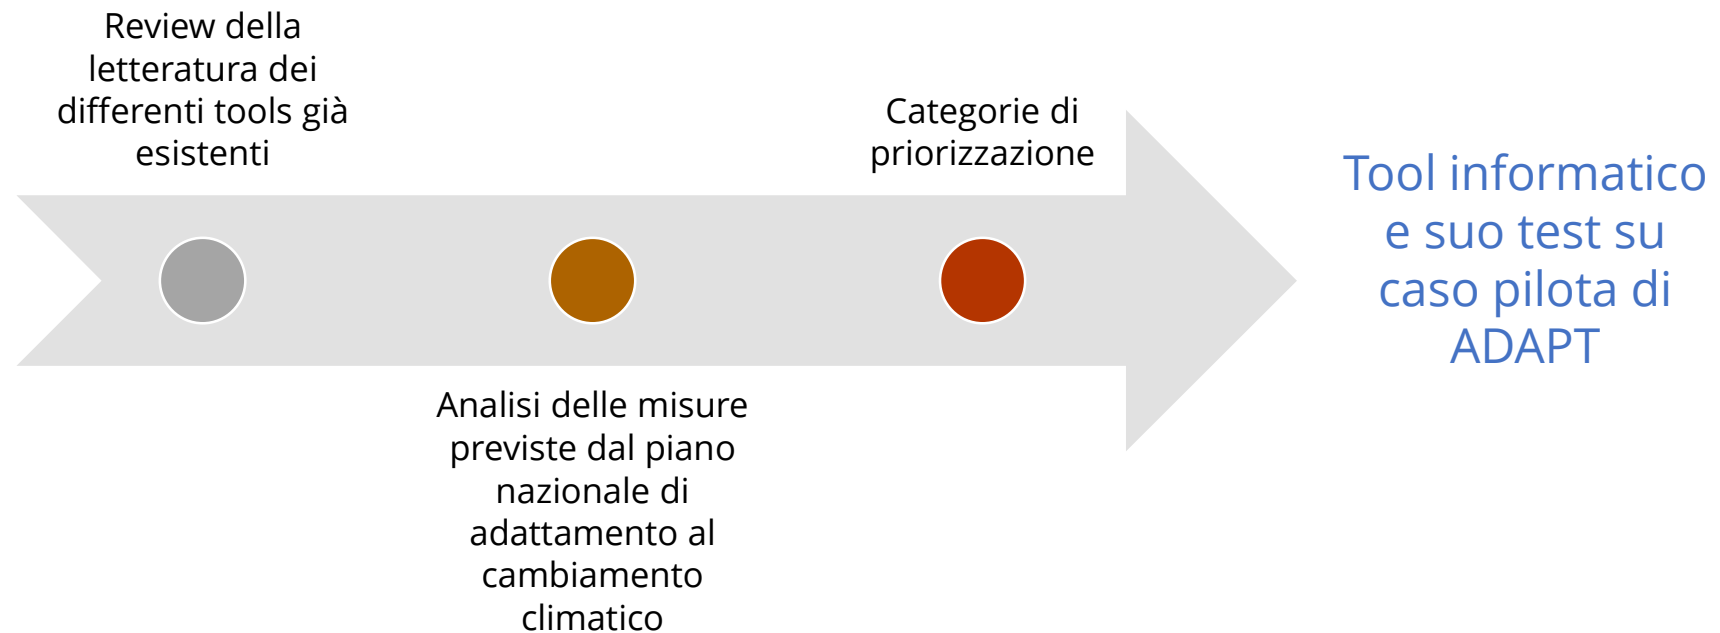 Review della
letteratura dei
differenti tools già
esistenti
Analisi delle misure
previste dal piano
nazionale di
adattamento al
cambiamento
climatico
Categorie di
priorizzazione
Tool informatico
e suo test su
caso pilota di
ADAPT